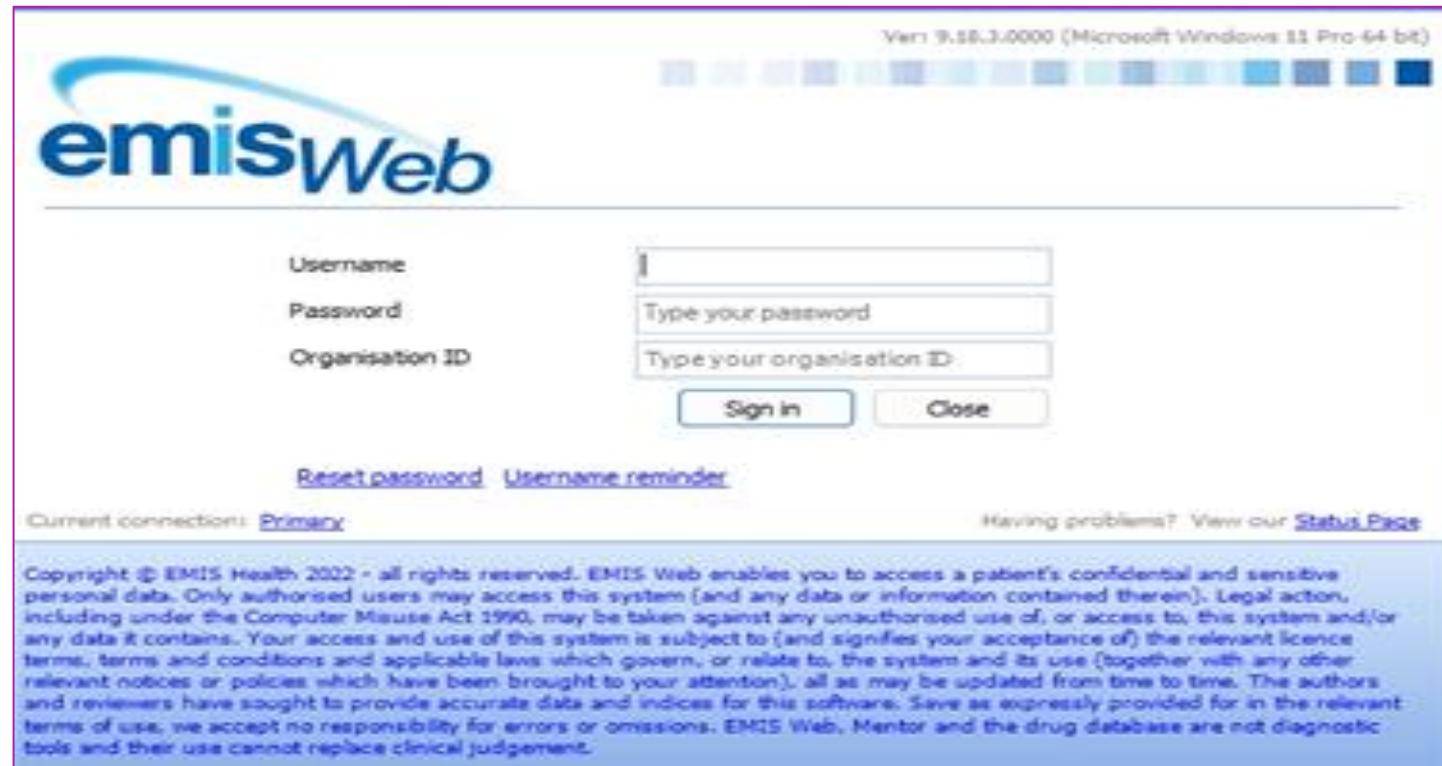 Ver: 9.18.3.0000 (Microsoft Windows 11 Pro 64 bit)
emisWeb
Username
Password
Type your password
Organisation ID
Type your organisation ID
Sign in Close
Reset password Username reminder
Current connection: Primary Having problems? View our Status Page
Copyright © EMIS Health 2022 - all rights reserved. EMIS Web enables you to access a patient's confidential and sensitive
personal data. Only authorised users may access this system (and any data or information contained therein). Legal action,
including under the Computer Misuse Act 1990, may be taken against any unauthorised use of, or access to, this system and/or
any data it contains. Your access and use of this system is subject to (and signifies your acceptance of) the relevant licence
terms, terms and conditions and applicable laws which govern, or relate to, the system and its use (together with any other
relevant notices or policies which have been brought to your attention), all as may be updated from time to time. The authors
and reviewers have sought to provide accurate data and indices for this software. Save as expressly provided for in the relevant
terms of use, we accept no responsibility for errors or omissions. EMIS Web, Mentor and the drug database are not diagnostic
tools and their use cannot replace clinical judgement.